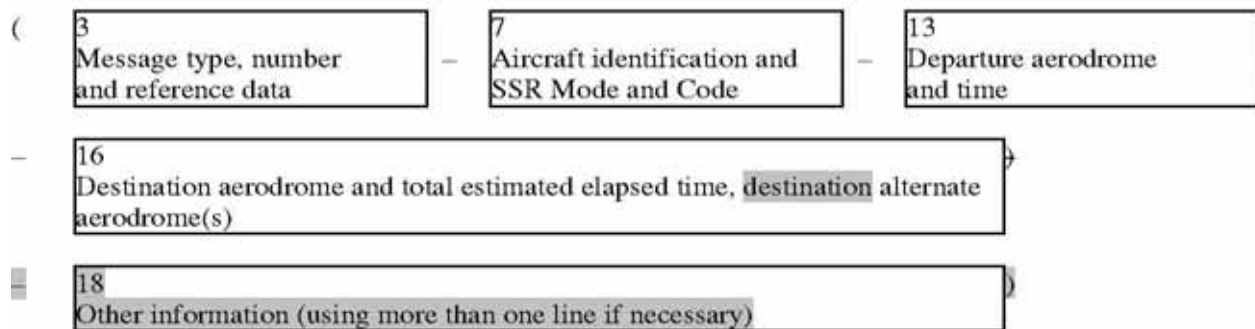 ( 3 7 13
Message type, number – Aircraft identification and – Departure aerodrome
and reference data SSR Mode and Code and time
– 16 )
Destination aerodrome and total estimated elapsed time, destination alternate
aerodrome(s)
– 18 )
Other information (using more than one line if necessary)